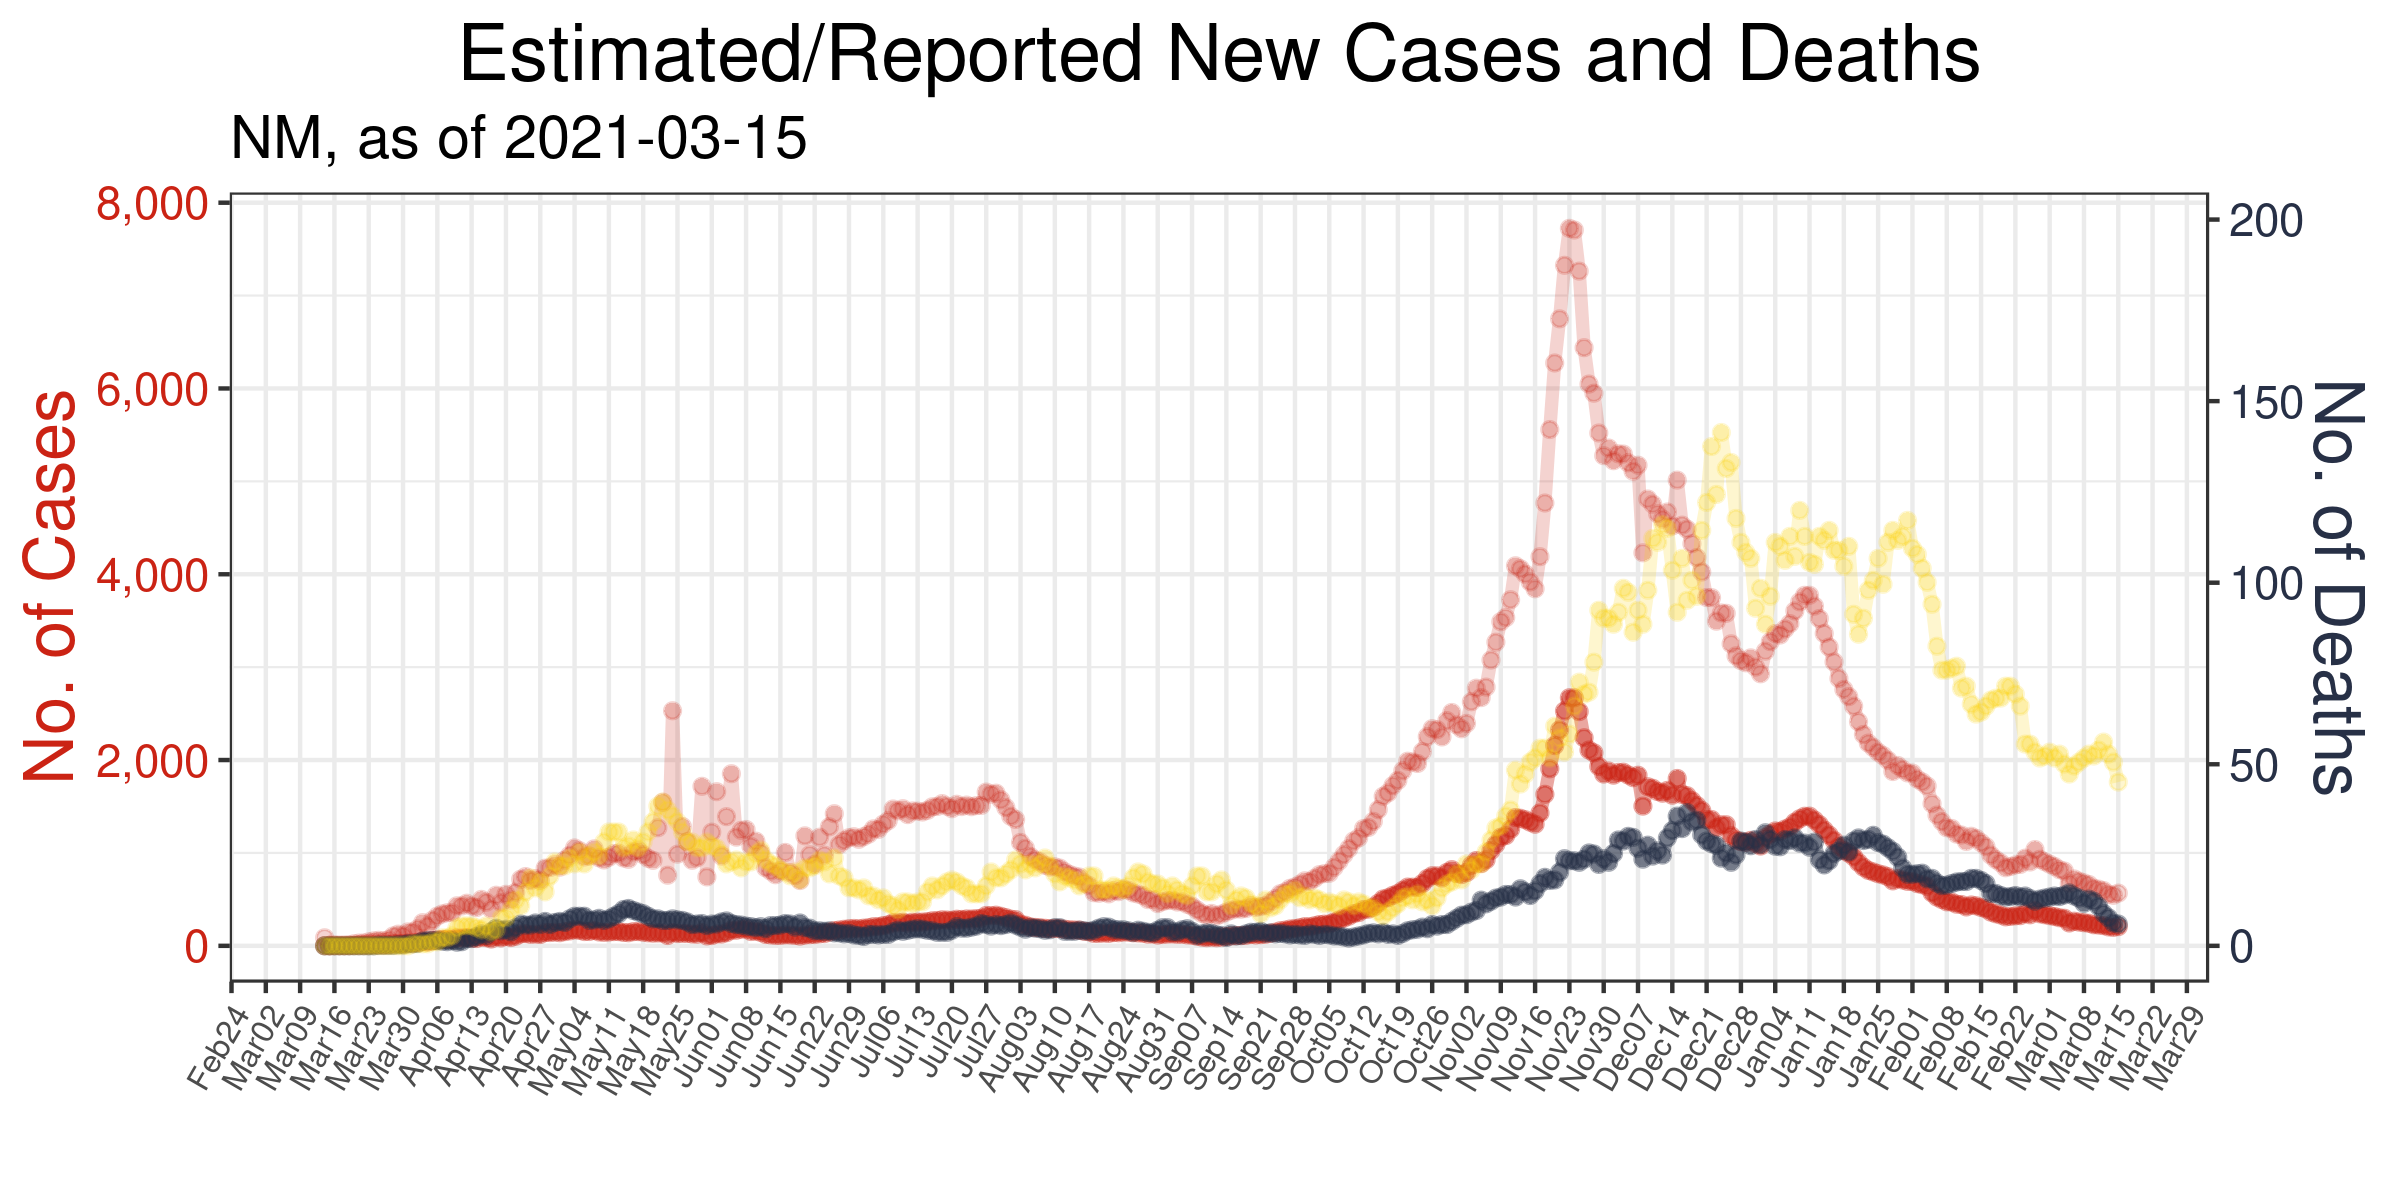 Estimated/Reported New Cases and Deaths
NM, as of 2021-03-15
No. of Cases
8,000
6,000
4,000
2,000
0
200
150
100
50
0
No. of Deaths
Feb24
Mar02
Mar09
Mar16
Mar23
Mar30
Apr06
Apr13
Apr20
Apr27
May04
May11
May18
May25
Jun01
Jun08
Jun15
Jun22
Jun29
Jul06
Jul13
Jul20
Jul27
Aug03
Aug10
Aug17
Aug24
Aug31
Sep07
Sep14
Sep21
Sep28
Oct05
Oct12
Oct19
Oct26
Nov02
Nov09
Nov16
Nov23
Nov30
Dec07
Dec14
Dec21
Dec28
Jan04
Jan11
Jan18
Jan25
Feb01
Feb08
Feb15
Feb22
Mar01
Mar08
Mar15
Mar22
Mar29